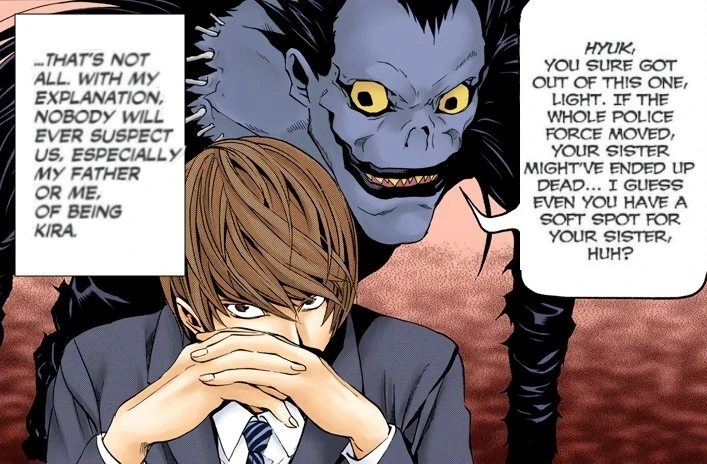 ...THAT'S NOT
ALL. WITH MY
EXPLANATION,
NOBODY WILL
EVER SUSPECT
US, ESPECIALLY
MY FATHER
OR ME,
OF BEING
KIRA.
HYUK,
YOU SURE GOT
OUT OF THIS ONE,
LIGHT. IF THE
WHOLE POLICE
FORCE MOVED,
YOUR SISTER
MIGHT'VE ENDED UP
DEAD... I GUESS
EVEN YOU HAVE A
SOFT SPOT FOR
YOUR SISTER,
HUH?